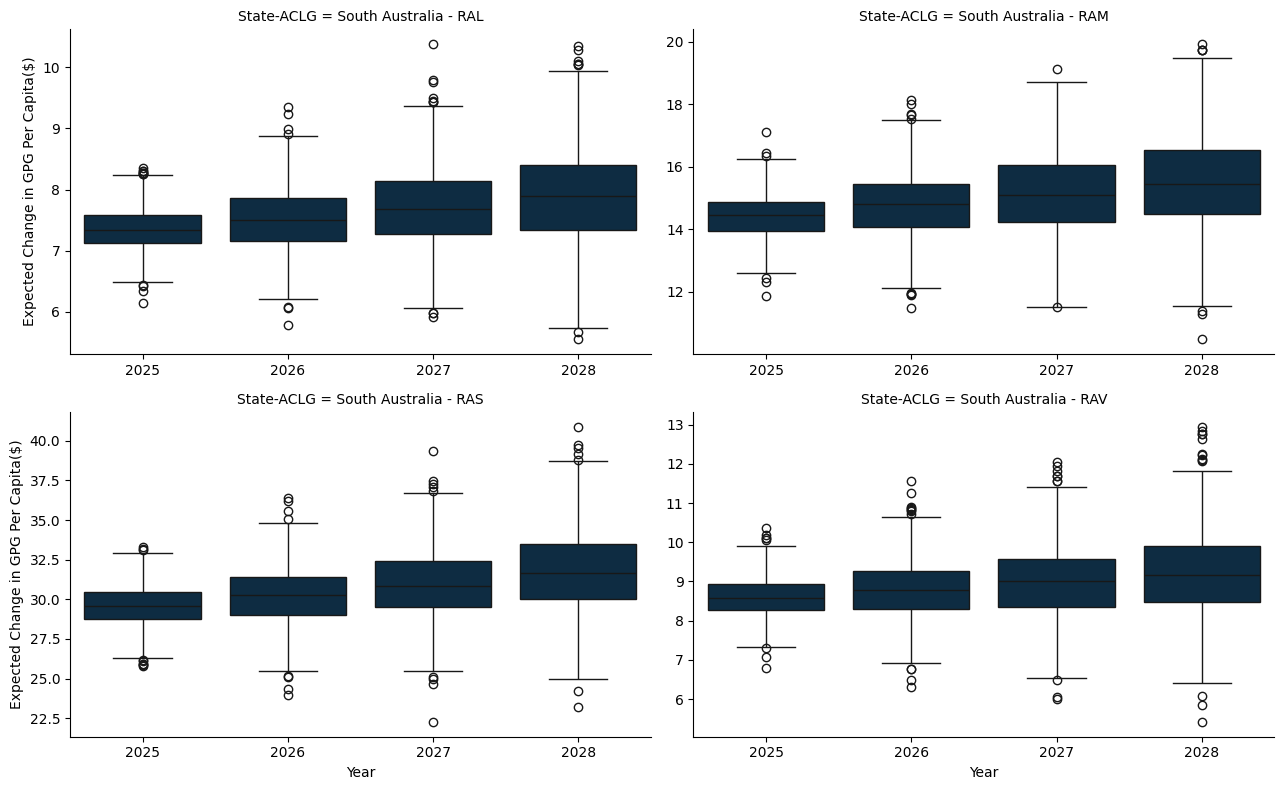 State-ACLG = South Australia - RAL
State-ACLG = South Australia - RAM
Expected Change in GPG Per Capita($)
10
9
8
7
6
2025 2026 2027 2028
20
18
16
14
12
2025 2026 2027 2028
State-ACLG = South Australia - RAS
State-ACLG = South Australia - RAV
Expected Change in GPG Per Capita($)
40.0
37.5
35.0
32.5
30.0
27.5
25.0
22.5
2025 2026 2027 2028
Year
13
12
11
10
9
8
7
6
2025 2026 2027 2028
Year